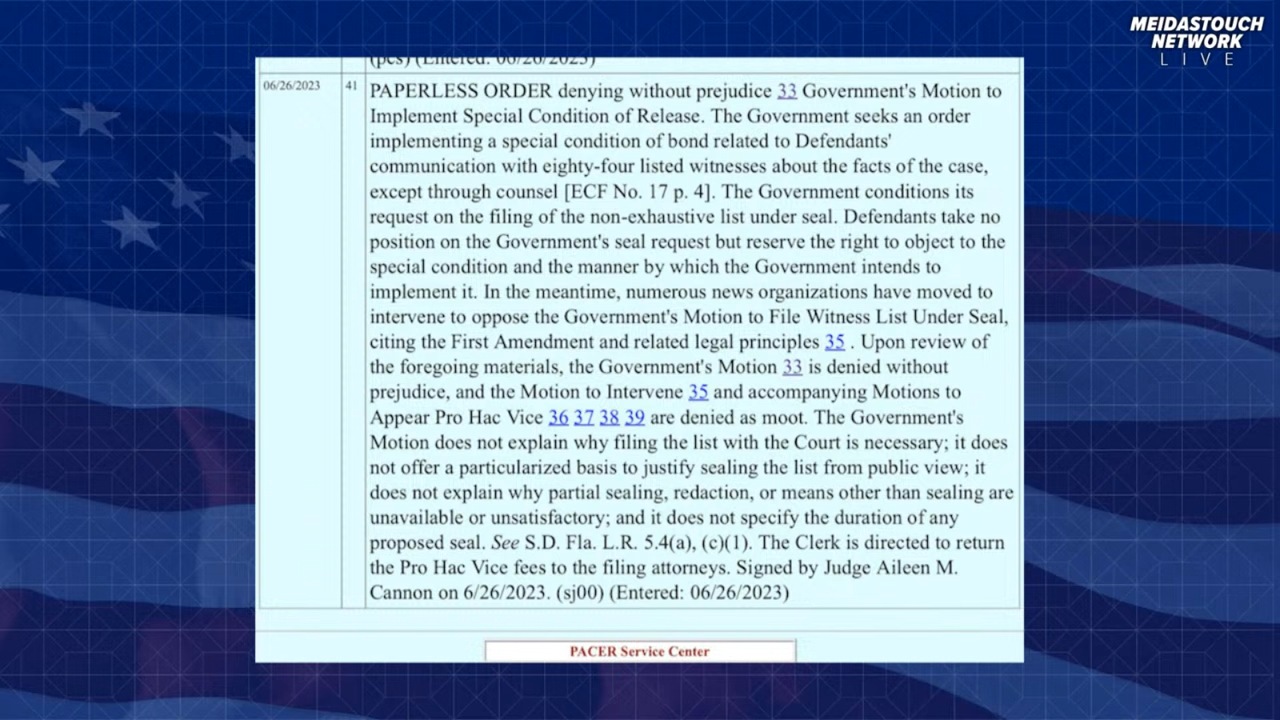 MEIDASTOUCH
NETWORK
LIVE
(pcs) (Entered: 06/26/2023)
06/26/2023 41 PAPERLESS ORDER denying without prejudice 33 Government's Motion to
Implement Special Condition of Release. The Government seeks an order
implementing a special condition of bond related to Defendants'
communication with eighty-four listed witnesses about the facts of the case,
except through counsel [ECF No. 17 p. 4]. The Government conditions its
request on the filing of the non-exhaustive list under seal. Defendants take no
position on the Government's seal request but reserve the right to object to the
special condition and the manner by which the Government intends to
implement it. In the meantime, numerous news organizations have moved to
intervene to oppose the Government's Motion to File Witness List Under Seal,
citing the First Amendment and related legal principles 35 . Upon review of
the foregoing materials, the Government's Motion 33 is denied without
prejudice, and the Motion to Intervene 35 and accompanying Motions to
Appear Pro Hac Vice 36 37 38 39 are denied as moot. The Government's
Motion does not explain why filing the list with the Court is necessary; it does
not offer a particularized basis to justify sealing the list from public view; it
does not explain why partial sealing, redaction, or means other than sealing are
unavailable or unsatisfactory; and it does not specify the duration of any
proposed seal. See S.D. Fla. L.R. 5.4(a), (c)(1). The Clerk is directed to return
the Pro Hac Vice fees to the filing attorneys. Signed by Judge Aileen M.
Cannon on 6/26/2023. (sj00) (Entered: 06/26/2023)
PACER Service Center